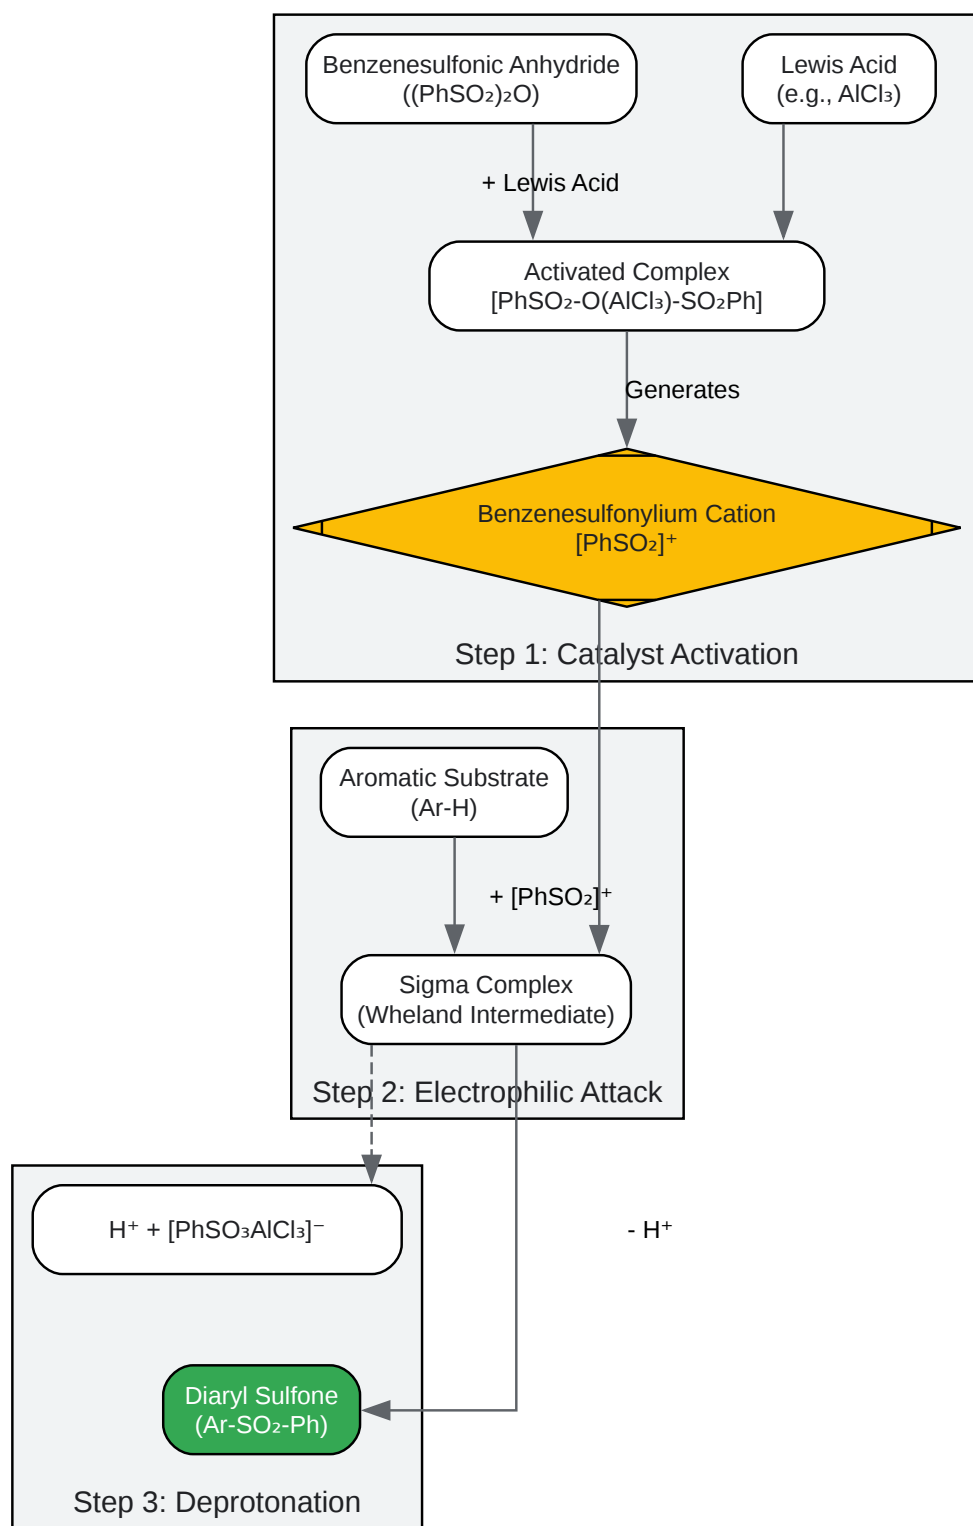 Benzenesulfonic Anhydride
((PhSO₂)₂O)
Lewis Acid
(e.g., AlCl₃)
+ Lewis Acid
Activated Complex
[PhSO₂-O(AlCl₃)-SO₂Ph]
Generates
Benzenesulfonylium Cation
[PhSO₂]⁺
Step 1: Catalyst Activation
Aromatic Substrate
(Ar-H)
+ [PhSO₂]⁺
Sigma Complex
(Wheland Intermediate)
Step 2: Electrophilic Attack
H⁺ + [PhSO₃AlCl₃]⁻
- H⁺
Diaryl Sulfone
(Ar-SO₂-Ph)
Step 3: Deprotonation